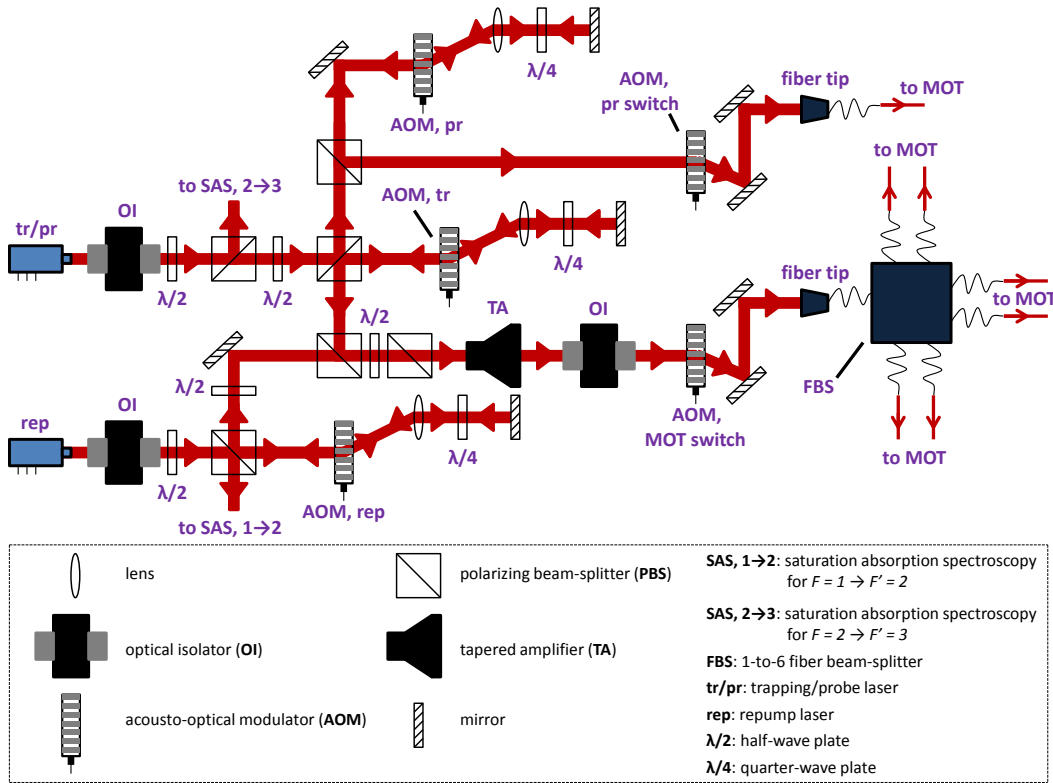 λ/4
AOM, pr
AOM,
pr switch
fiber tip
to MOT
to SAS, 2→3
AOM, tr
to MOT
tr/pr
OI
λ/2
λ/2
λ/4
fiber tip
to MOT
λ/2
TA
OI
FBS
λ/2
AOM,
MOT switch
rep
OI
λ/2
λ/4
to MOT
to SAS, 1→2
AOM, rep
lens
polarizing beam-splitter (PBS)
SAS, 1→2: saturation absorption spectroscopy
for F = 1 → F' = 2
optical isolator (OI)
tapered amplifier (TA)
SAS, 2→3: saturation absorption spectroscopy
for F = 2 → F' = 3
FBS: 1-to-6 fiber beam-splitter
tr/pr: trapping/probe laser
acousto-optical modulator (AOM)
mirror
rep: repump laser
λ/2: half-wave plate
λ/4: quarter-wave plate